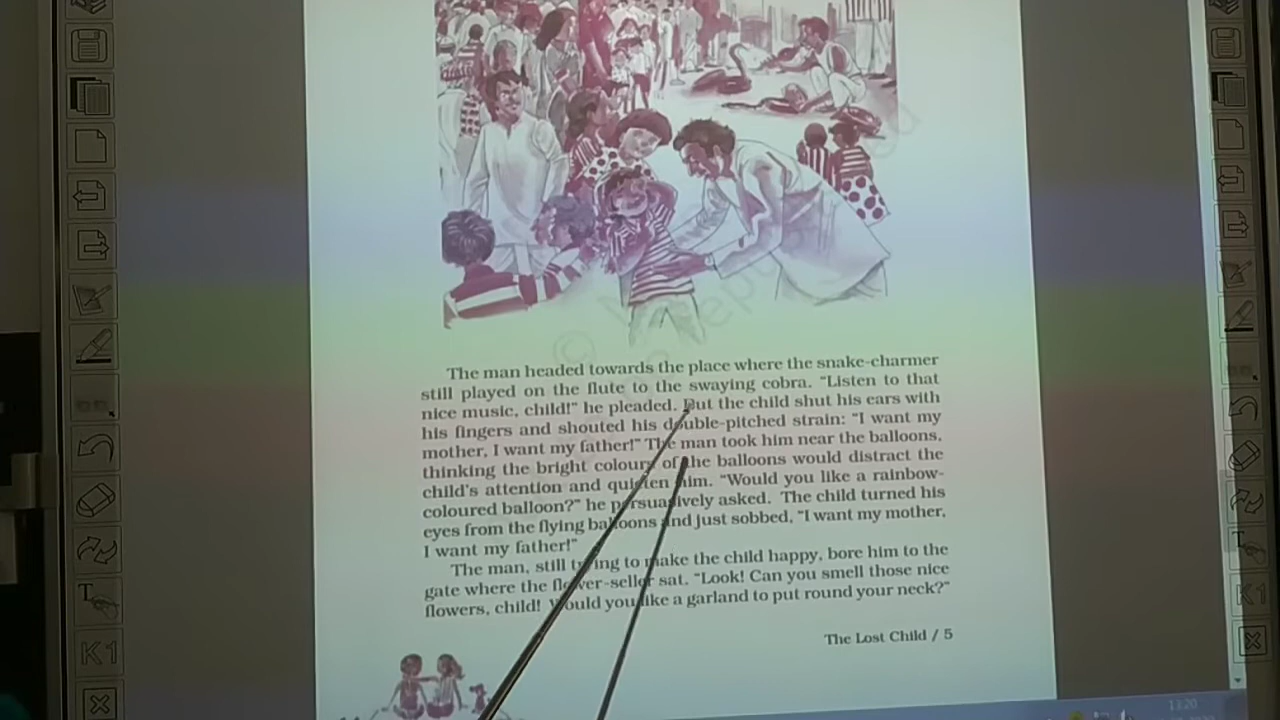 The man headed towards the place where the snake-charmer
still played on the flute to the swaying cobra. “Listen to that
nice music, child!” he pleaded. But the child shut his ears with
his fingers and shouted his double-pitched strain: “I want my
mother, I want my father!” The man took him near the balloons,
thinking the bright colours of the balloons would distract the
child’s attention and quieten him. “Would you like a rainbow-
coloured balloon?” he persuasively asked. The child turned his
eyes from the flying balloons and just sobbed, “I want my mother,
I want my father!”
The man, still trying to make the child happy, bore him to the
gate where the flower-seller sat. “Look! Can you smell those nice
flowers, child! Would you like a garland to put round your neck?”
The Lost Child / 5
K1
K1
T
13:20